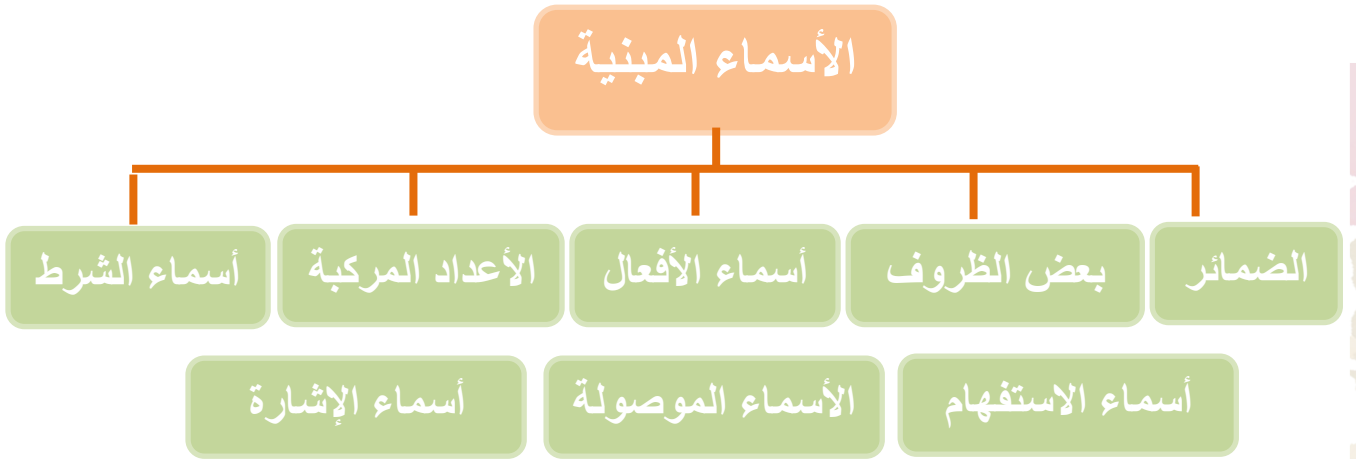 الأسماء المبنية
الضمائر
بعض الظروف
أسماء الأفعال
الأعداد المركبة
أسماء الشرط
أسماء الاستفهام
الأسماء الموصولة
أسماء الإشارة